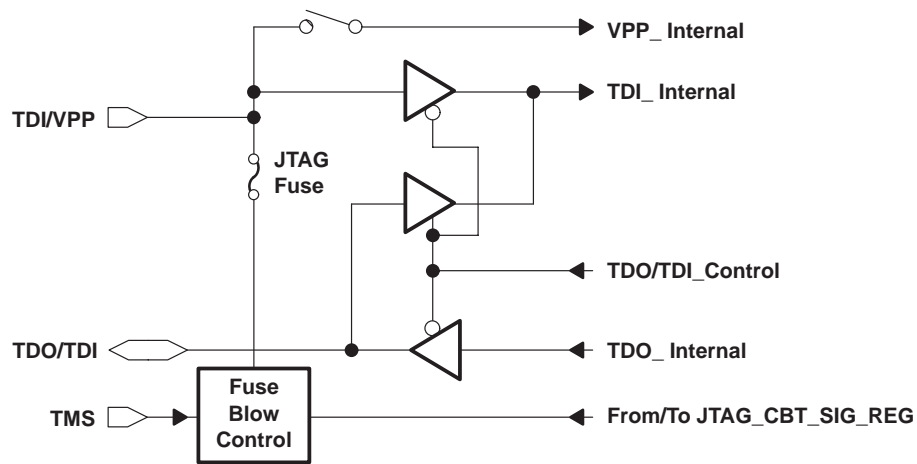 VPP_ Internal
TDI_ Internal
TDI/VPP
JTAG
Fuse
TDO/TDI_Control
TDO/TDI
TDO_ Internal
Fuse
Blow
Control
TMS
From/To JTAG_CBT_SIG_REG